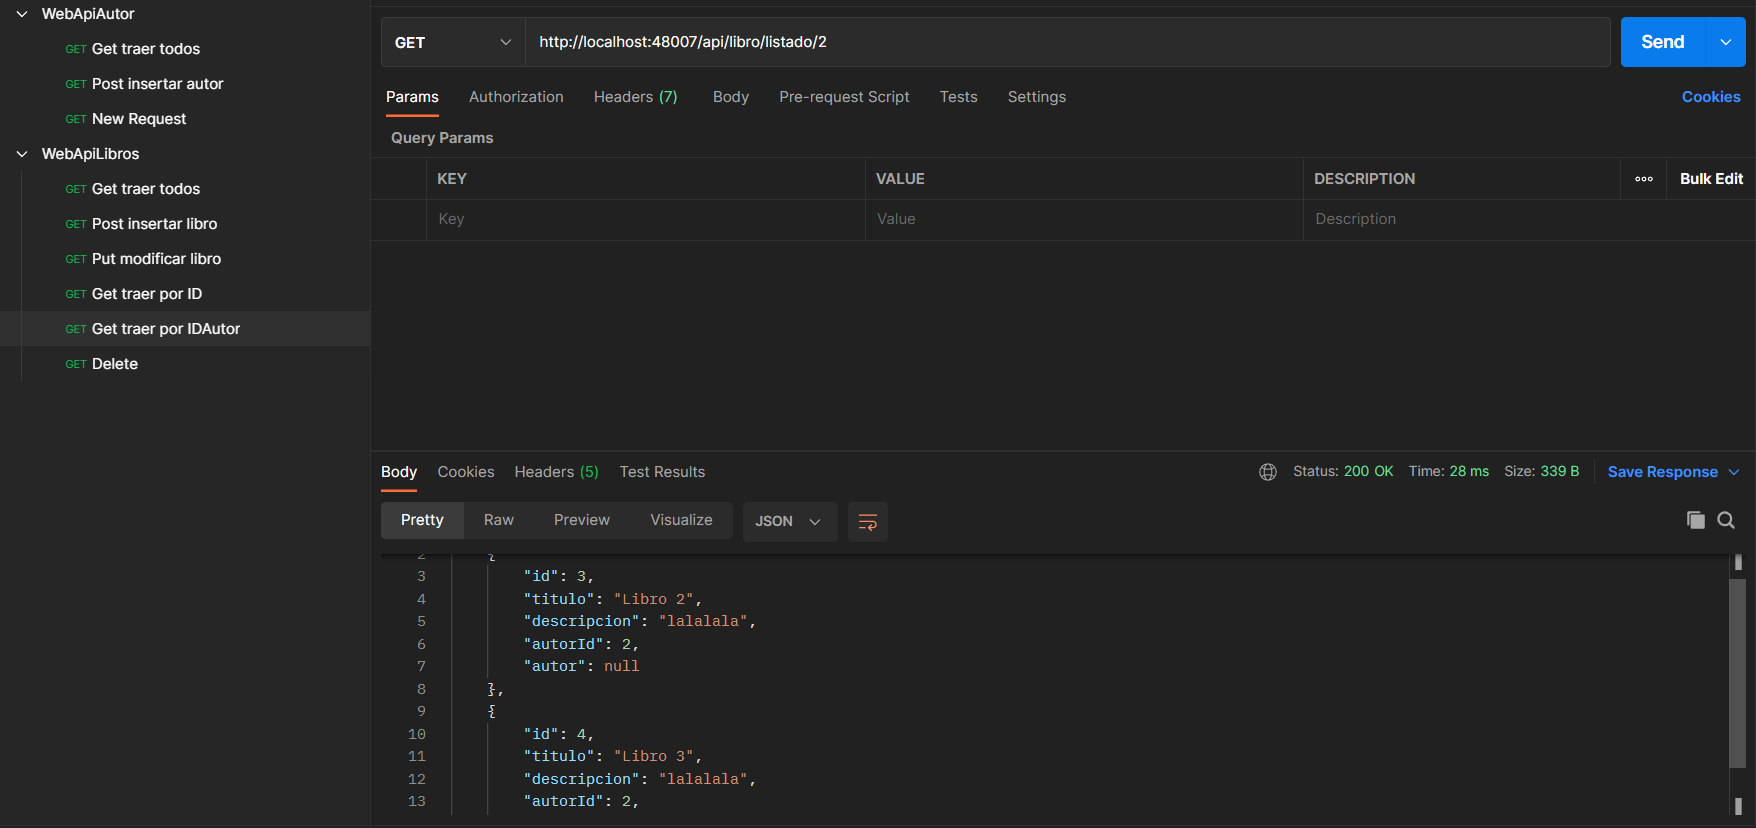 WebApiAutor
GET Get traer todos
GET Post insertar autor
GET New Request
WebApiLibros
GET Get traer todos
GET Post insertar libro
GET Put modificar libro
GET Get traer por ID
GET Get traer por IDAutor
GET Delete
GET http://localhost:48007/api/libro/listado/2 Send
Params Authorization Headers (7) Body Pre-request Script Tests Settings Cookies
Query Params
KEY VALUE DESCRIPTION ooo Bulk Edit
Key Value Description
Body Cookies Headers (5) Test Results Status: 200 OK Time: 28 ms Size: 339 B Save Response
Pretty Raw Preview Visualize JSON
2 {
3 "id": 3,
4 "titulo": "Libro 2",
5 "descripcion": "lalalala",
6 "autorId": 2,
7 "autor": null
8 },
9 {
10 "id": 4,
11 "titulo": "Libro 3",
12 "descripcion": "lalalala",
13 "autorId": 2,